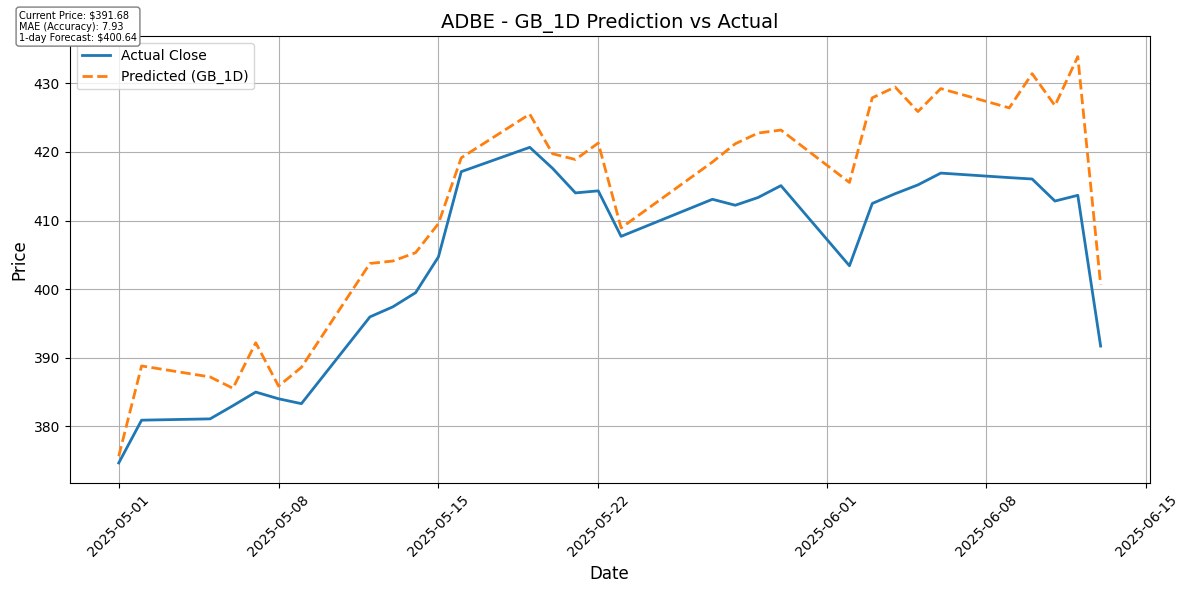 Current Price: $391.68
MAE (Accuracy): 7.93
1-day Forecast: $400.64
ADBE - GB_1D Prediction vs Actual
Actual Close
Predicted (GB_1D)
430
420
410
400
390
380
Price
2025-05-01
2025-05-08
2025-05-15
2025-05-22
2025-06-01
2025-06-08
2025-06-15
Date